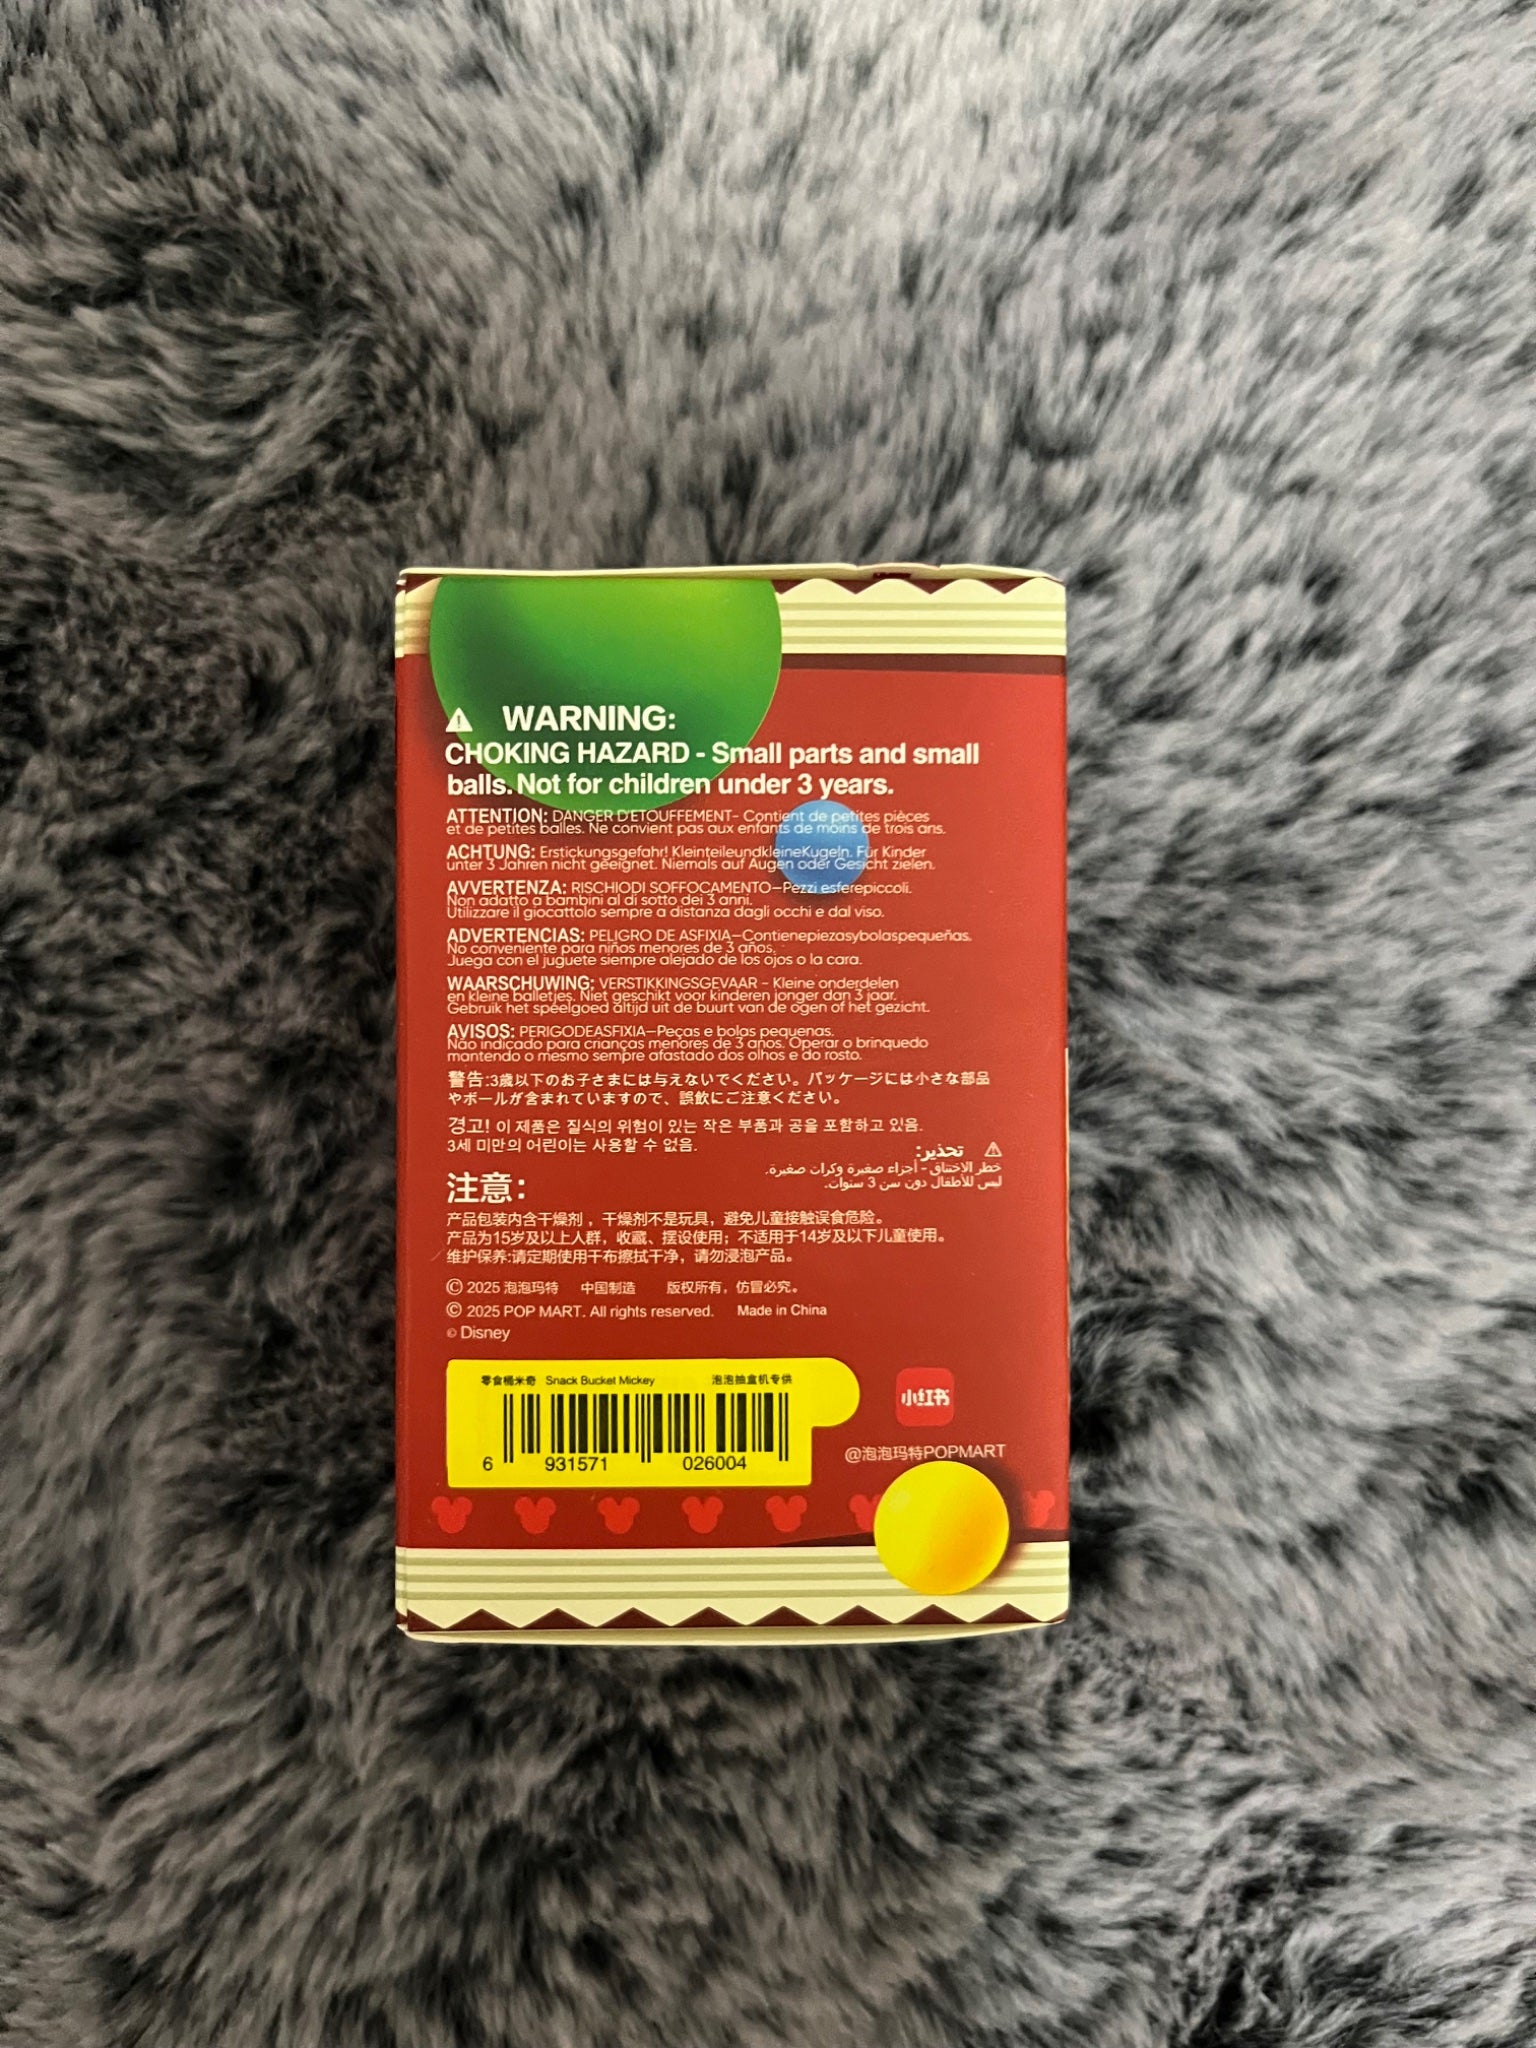 WARNING:
CHOKING HAZARD - Small parts and small
balls. Not for children under 3 years.
ATTENTION: DANGER D'ETOUFFEMENT- Contient de petites pièces
et de petites balles. Ne convient pas aux enfants de moins de trois ans.
ACHTUNG: Erstickungsgefahr! KleinteileundkleineKugeln. Für Kinder
unter 3 Jahren nicht geeignet. Niemals auf Augen oder Gesicht zielen.
AVVERTENZA: RISCHIODI SOFFOCAMENTO–Pezzi esferepiccoli.
Non adatto a bambini al di sotto dei 3 anni.
Utilizzare il giocattolo sempre a distanza dagli occhi e dal viso.
ADVERTENCIAS: PELIGRO DE ASFIXIA–Contienepiezasybolaspequeñas.
No conveniente para niños menores de 3 años.
Juega con el juguete siempre alejado de los ojos o la cara.
WAARSCHUWING: VERSTIKKINGSGEVAAR - Kleine onderdelen
en kleine balletjes. Niet geschikt voor kinderen jonger dan 3 jaar.
Gebruik het speelgoed altijd uit de buurt van de ogen of het gezicht.
AVISOS: PERIGODEASFIXIA–Peças e bolas pequenas.
Não indicado para crianças menores de 3 anos. Operar o brinquedo
mantendo o mesmo sempre afastado dos olhos e do rosto.
警告:3歳以下のお子さまには与えないでください。パッケージには小さな部品
やボールが含まれていますので、誤飲にご注意ください。
경고! 이 제품은 질식의 위험이 있는 작은 부품과 공을 포함하고 있음.
3세 미만의 어린이는 사용할 수 없음.
تحذير:
خطر الاختناق - أجزاء صغيرة وكرات صغيرة.
ليس للأطفال دون سن 3 سنوات.
注意：
产品包装内含干燥剂，干燥剂不是玩具，避免儿童接触误食危险。
产品为15岁及以上人群，收藏、摆设使用；不适用于14岁及以下儿童使用。
维护保养:请定期使用干布擦拭干净，请勿浸泡产品。
© 2025 泡泡玛特 中国制造 版权所有，仿冒必究。
© 2025 POP MART. All rights reserved. Made in China
© Disney
零食桶米奇 Snack Bucket Mickey 泡泡抽盒机专供
6 931571 026004
小红书
@泡泡玛特POPMART